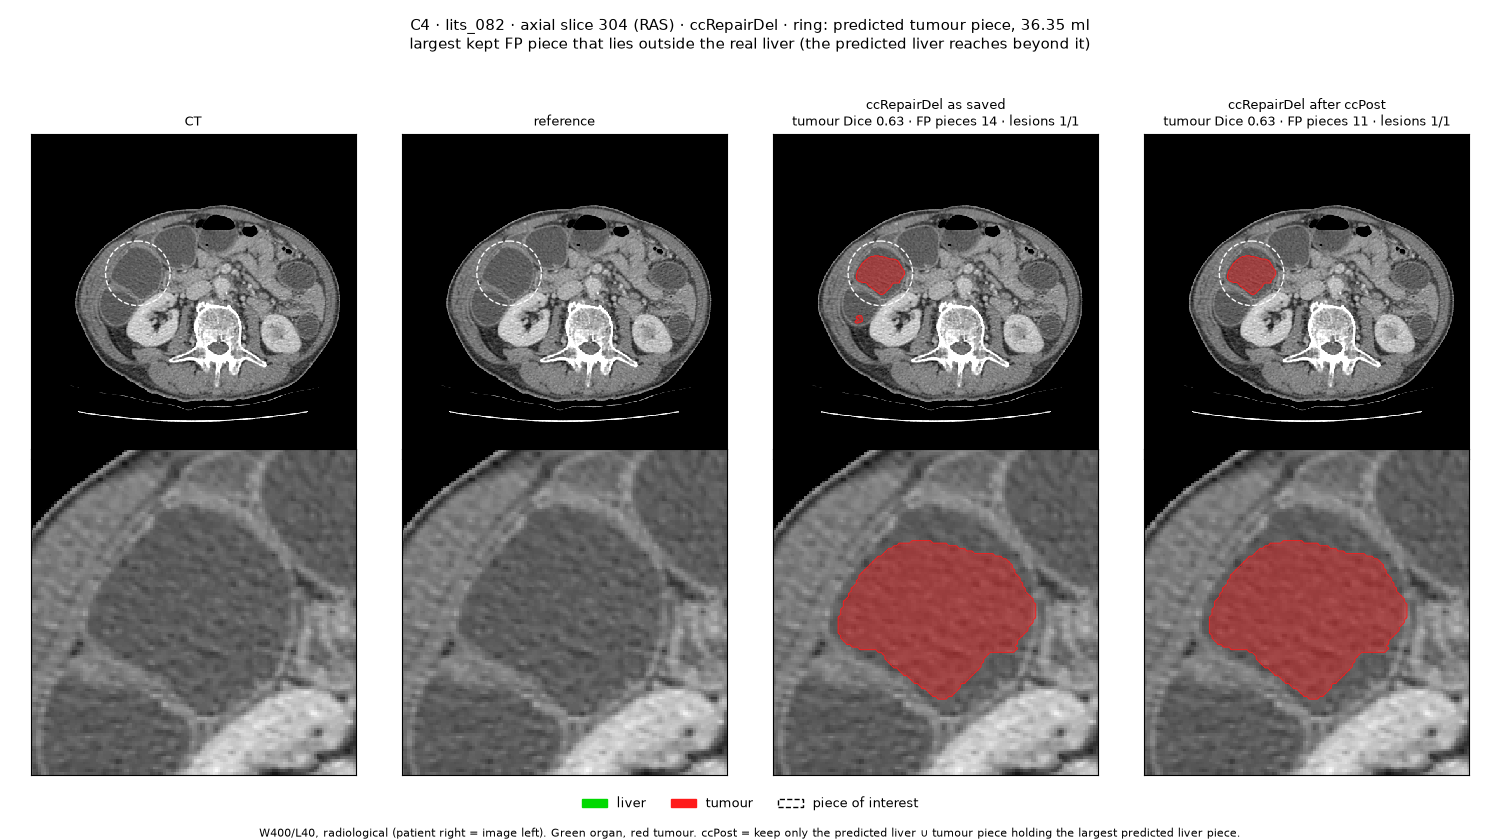 C4 · lits_082 · axial slice 304 (RAS) · ccRepairDel · ring: predicted tumour piece, 36.35 ml
largest kept FP piece that lies outside the real liver (the predicted liver reaches beyond it)
CT
reference
ccRepairDel as saved
tumour Dice 0.63 · FP pieces 14 · lesions 1/1
ccRepairDel after ccPost
tumour Dice 0.63 · FP pieces 11 · lesions 1/1
liver
tumour
piece of interest
W400/L40, radiological (patient right = image left). Green organ, red tumour. ccPost = keep only the predicted liver ∪ tumour piece holding the largest predicted liver piece.